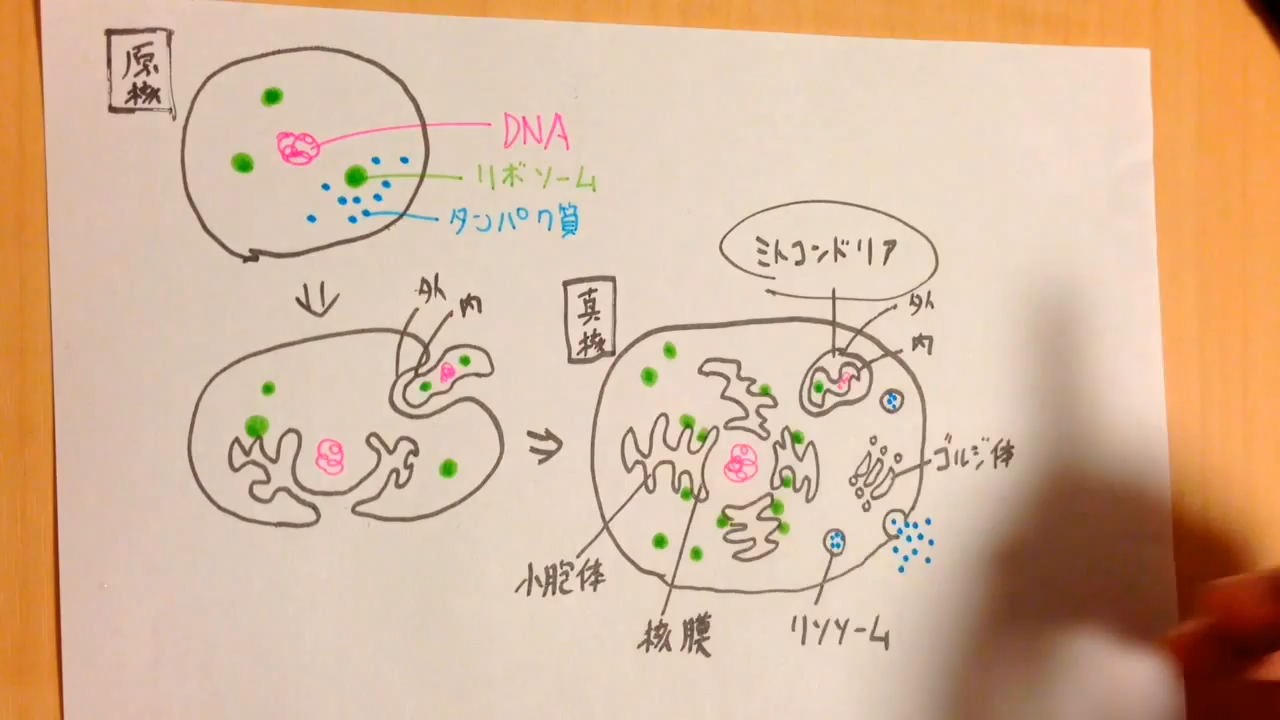 原核
DNA
リボソーム
タンパク質
外
内
真核
ミトコンドリア
外
内
ゴルジ体
小胞体
核膜
リソソーム